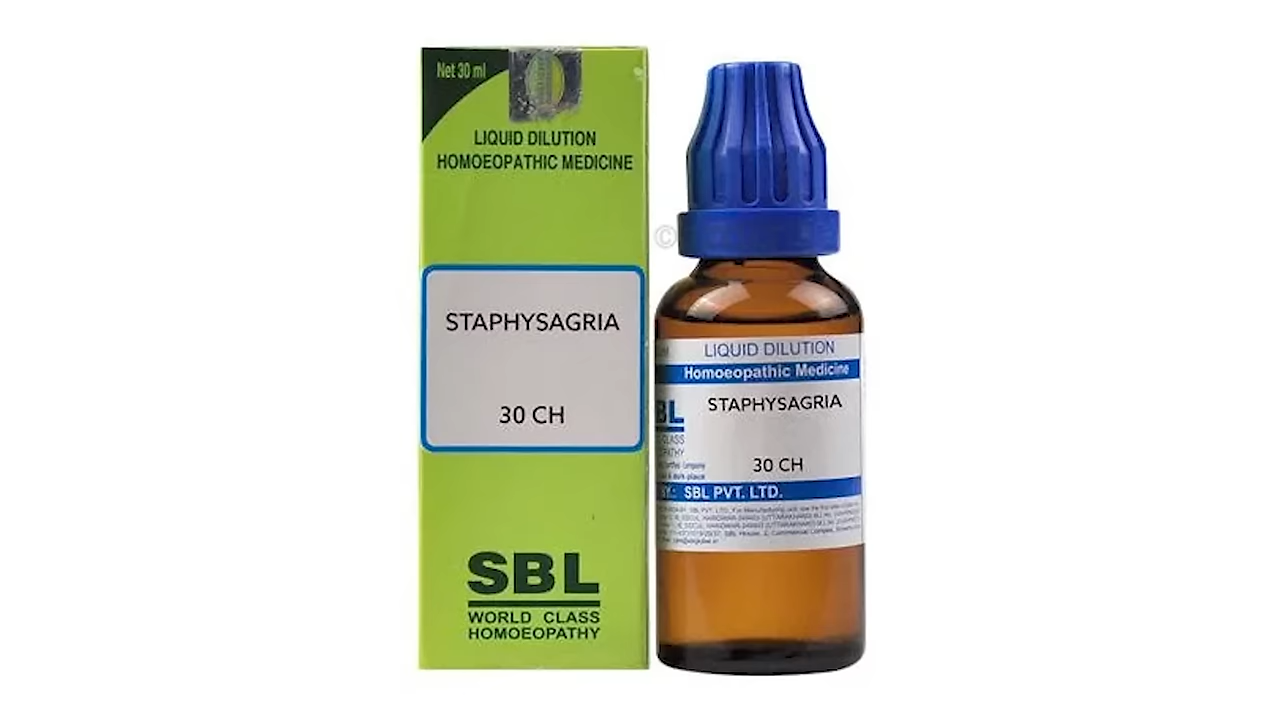 Net 30 ml
LIQUID DILUTION
HOMOEOPATHIC MEDICINE
STAPHYSAGRIA
30 CH
SBL
WORLD CLASS
HOMOEOPATHY
©
LIQUID DILUTION
Homoeopathic Medicine
BL
STAPHYSAGRIA
30 CH
SBL PVT. LTD.